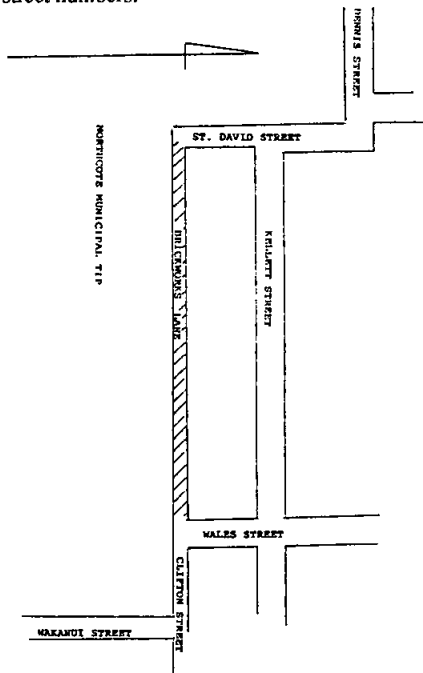 street numbers.
DENNIS STREET
ST. DAVID STREET
NORTHCOTE MUNICIPAL TIP
BRICKWORKS LANE
KELLETT STREET
WALES STREET
CLIFTON STREET
WAKANUI STREET